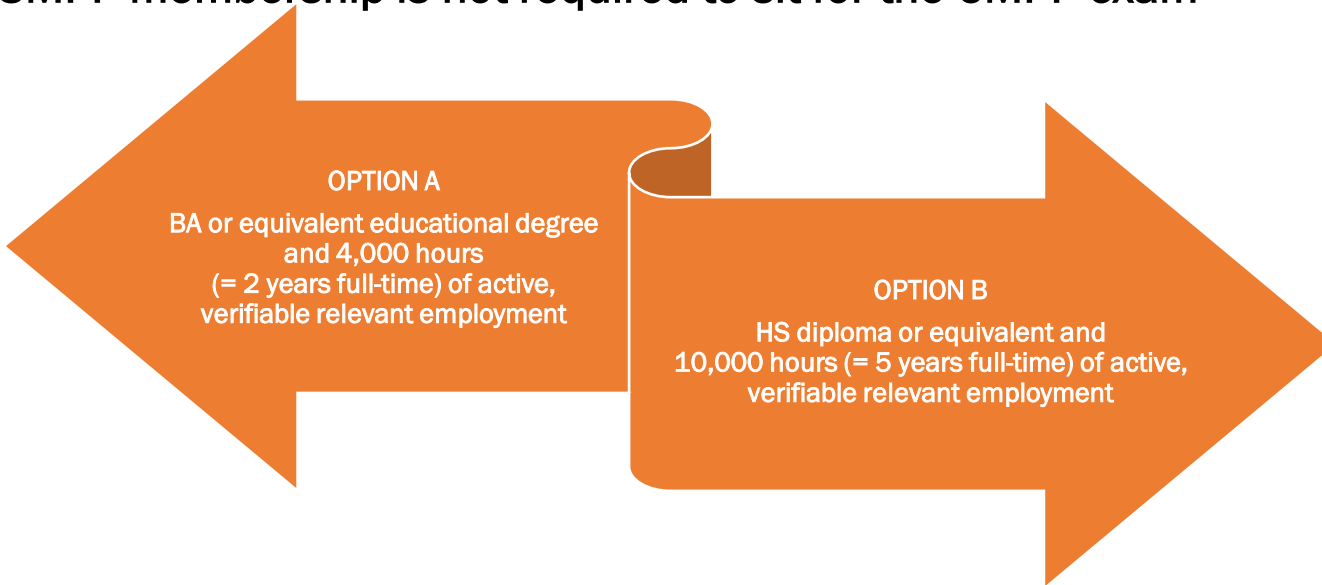 membership is not required to sit for the exam
OPTION A
BA or equivalent educational degree
and 4,000 hours
(= 2 years full-time) of active,
verifiable relevant employment
OPTION B
HS diploma or equivalent and
10,000 hours (= 5 years full-time) of active,
verifiable relevant employment